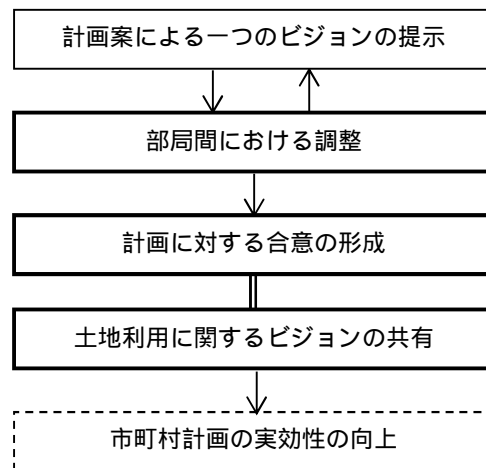 計画案による一つのビジョンの提示
部局間における調整
計画に対する合意の形成
土地利用に関するビジョンの共有
市町村計画の実効性の向上